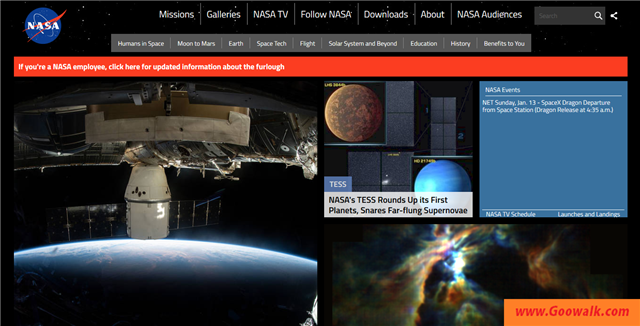 NASA
Missions Galleries NASA TV Follow NASA Downloads About NASA Audiences
Search
Humans in Space Moon to Mars Earth Space Tech Flight Solar System and Beyond Education History Benefits to You
If you're a NASA employee, click here for updated information about the furlough
NASA Events
NET Sunday, Jan. 13 - SpaceX Dragon Departure
from Space Station (Dragon Release at 4:35 a.m.)
HD 21749b
TESS
NASA's TESS Rounds Up its First
Planets, Snares Far-flung Supernovae
NASA TV Schedule Launches and Landings
www.Goowalk.com